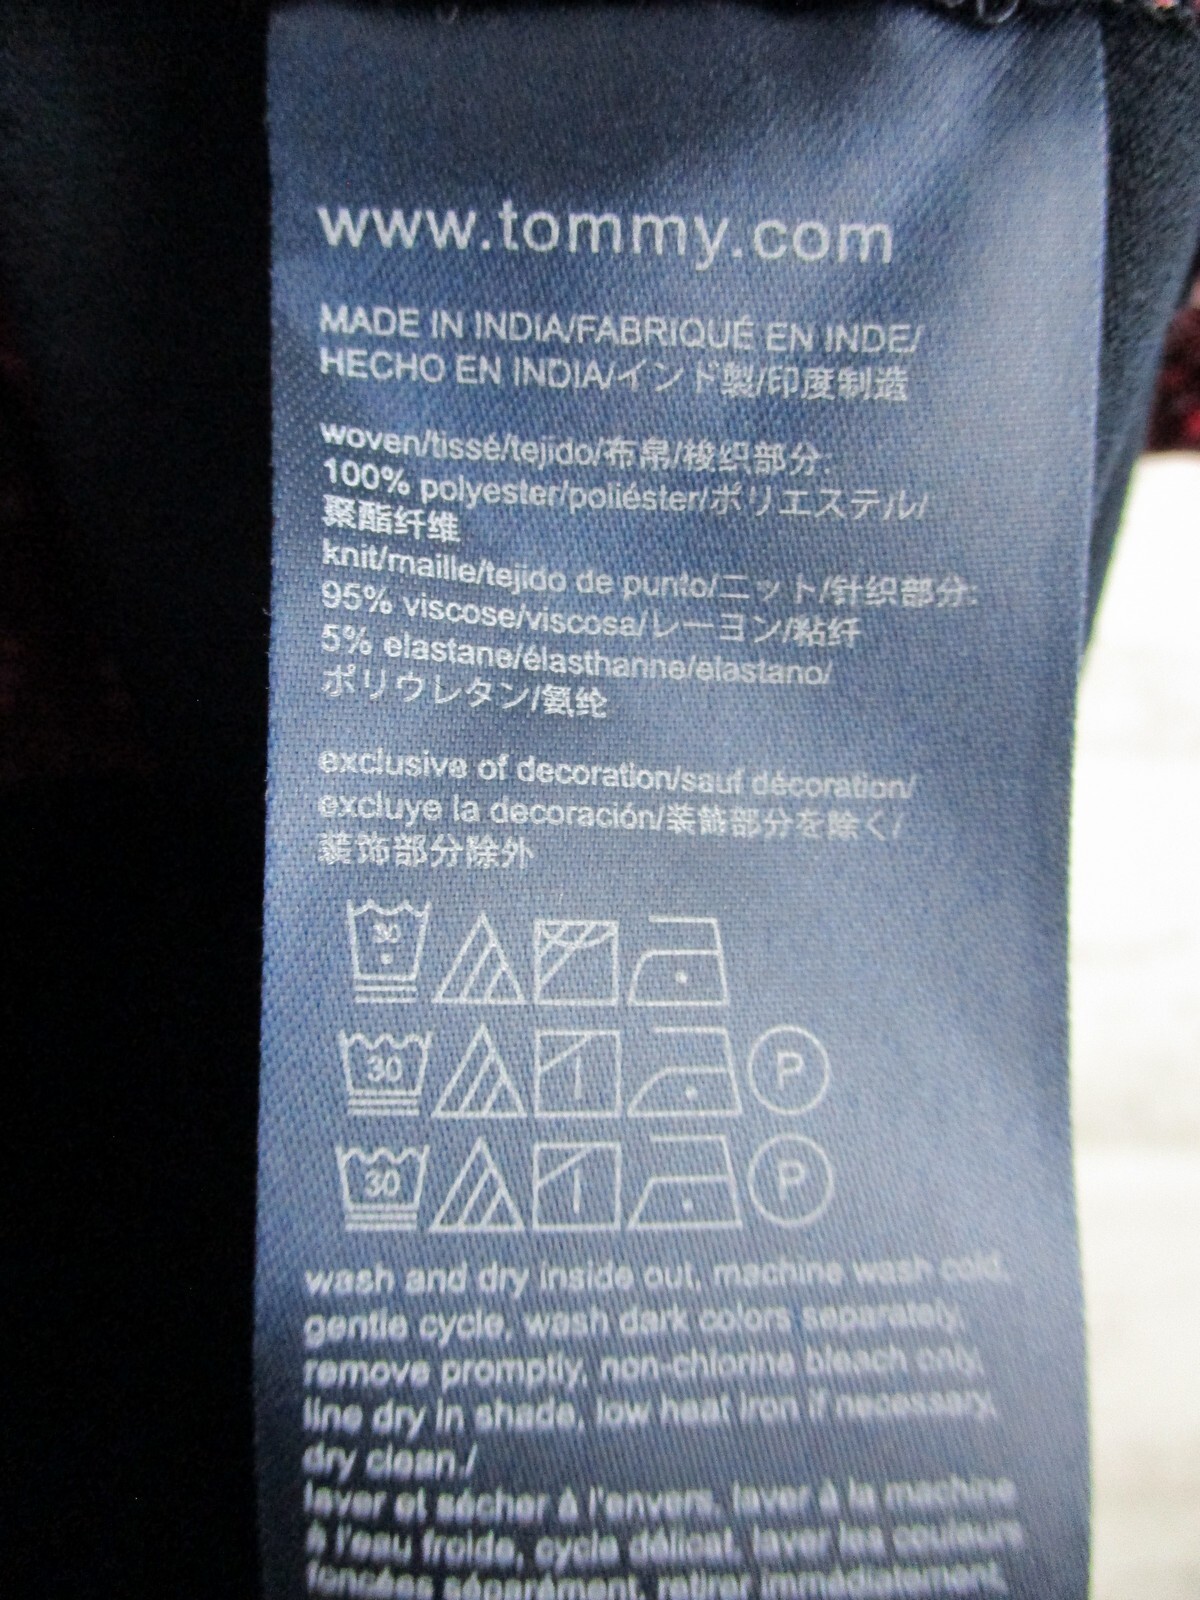 www.tommy.com
MADE IN INDIA/FABRIQUÉ EN INDE/
HECHO EN INDIA/インド製/印度制造
woven/tissé/tejido/布帛/梭织部分:
100% polyester/poliéster/ポリエステル/
聚酯纤维
knit/maille/tejido de punto/ニット/针织部分:
95% viscose/viscosa/レーヨン/粘纤
5% elastane/élasthanne/elastano/
ポリウレタン/氨纶
exclusive of decoration/sauf décoration/
excluye la decoración/装飾部分を除く/
装饰部分除外
30
30 P
30 P
wash and dry inside out, machine wash cold,
gentle cycle, wash dark colors separately,
remove promptly, non-chlorine bleach only,
line dry in shade, low heat iron if necessary,
dry clean./
laver et sécher à l'envers, laver à la machine
à l'eau froide, cycle délicat, laver les couleurs
foncées séparément, retirer immédiatement,